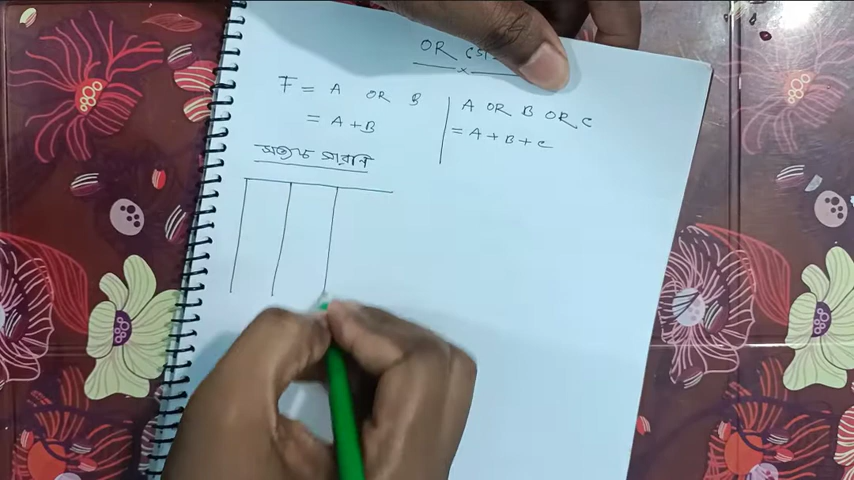 OR
F = A OR B
= A + B
সত্যক সারণি
A OR B OR C
= A + B + C